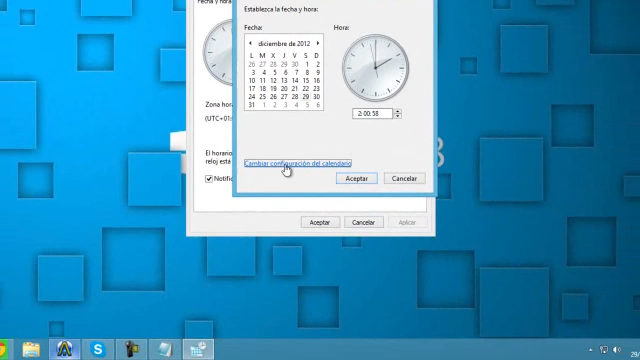 Fecha y hora
Establezca la fecha y hora:
Fecha:
Hora:
diciembre de 2012
L M X J V S D
26 27 28 29 30 1 2
3 4 5 6 7 8 9
10 11 12 13 14 15 16
17 18 19 20 21 22 23
24 25 26 27 28 29 30
31 1 2 3 4 5 6
2:00:58
Zona hora
(UTC+01:
El horario
reloj está
Notific
Cambiar configuración del calendario
Aceptar
Cancelar
Aceptar
Cancelar
Aplicar
8
29/